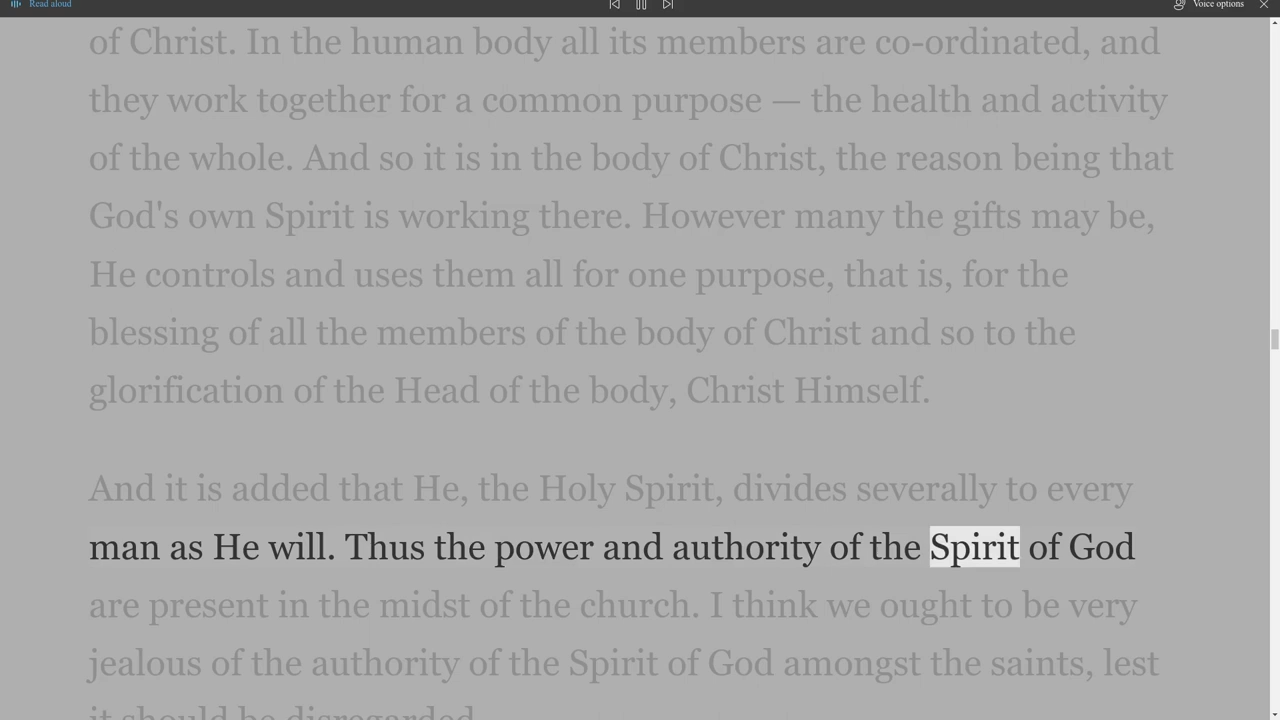 Read aloud
Voice options
of Christ. In the human body all its members are co-ordinated, and
they work together for a common purpose — the health and activity
of the whole. And so it is in the body of Christ, the reason being that
God's own Spirit is working there. However many the gifts may be,
He controls and uses them all for one purpose, that is, for the
blessing of all the members of the body of Christ and so to the
glorification of the Head of the body, Christ Himself.
And it is added that He, the Holy Spirit, divides severally to every
man as He will. Thus the power and authority of the Spirit of God
are present in the midst of the church. I think we ought to be very
jealous of the authority of the Spirit of God amongst the saints, lest
it should be disregarded.